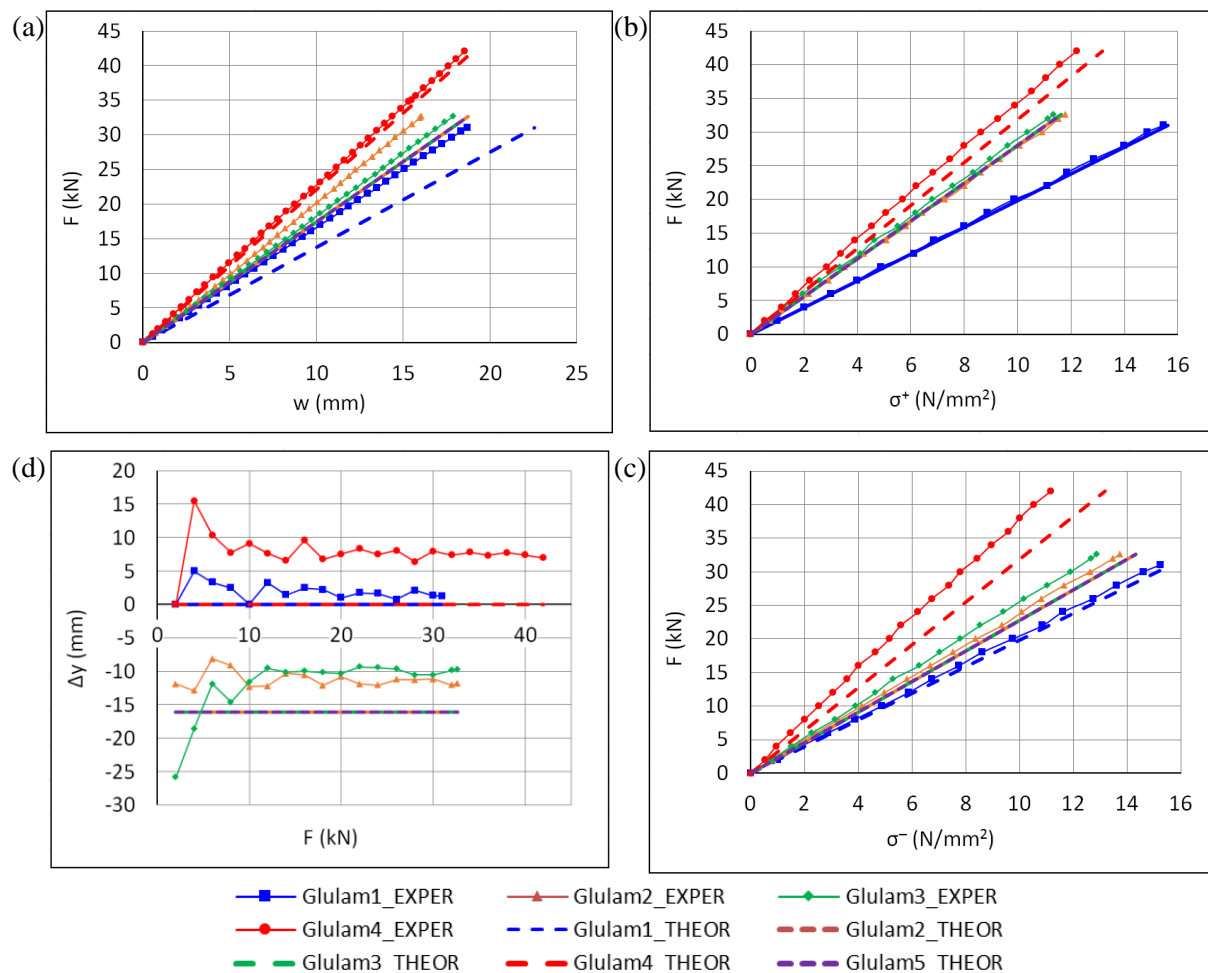 (a)
F (kN)
45
40
35
30
25
20
15
10
5
0
0 5 10 15 20 25
w (mm)
(b)
F (kN)
45
40
35
30
25
20
15
10
5
0
0 2 4 6 8 10 12 14 16
σ⁺ (N/mm²)
(d)
Δy (mm)
20
15
10
5
0
0 10 20 30 40
-5
-10
-15
-20
-25
-30
F (kN)
(c)
F (kN)
45
40
35
30
25
20
15
10
5
0
0 2 4 6 8 10 12 14 16
σ⁻ (N/mm²)
Glulam1_EXPER Glulam2_EXPER Glulam3_EXPER
Glulam4_EXPER Glulam1_THEOR Glulam2_THEOR
Glulam3_THEOR Glulam4_THEOR Glulam5_THEOR